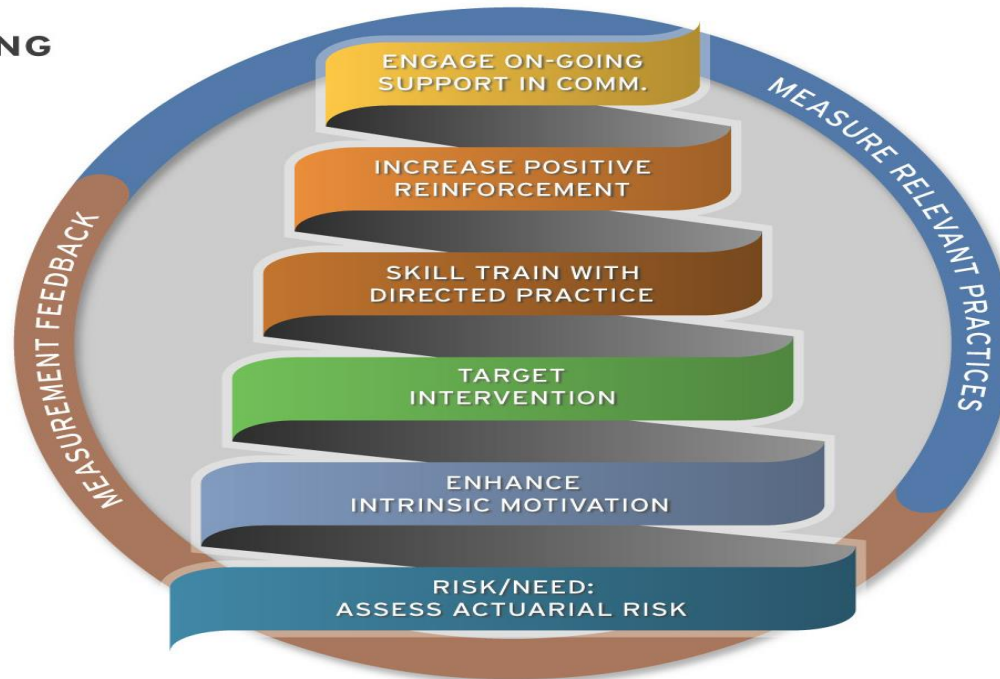 NG
ENGAGE ON-GOING
SUPPORT IN COMM.
INCREASE POSITIVE
REINFORCEMENT
SKILL TRAIN WITH
DIRECTED PRACTICE
TARGET
INTERVENTION
ENHANCE
INTRINSIC MOTIVATION
RISK/NEED:
ASSESS ACTUARIAL RISK
MEASUREMENT FEEDBACK
MEASURE RELEVANT PRACTICES